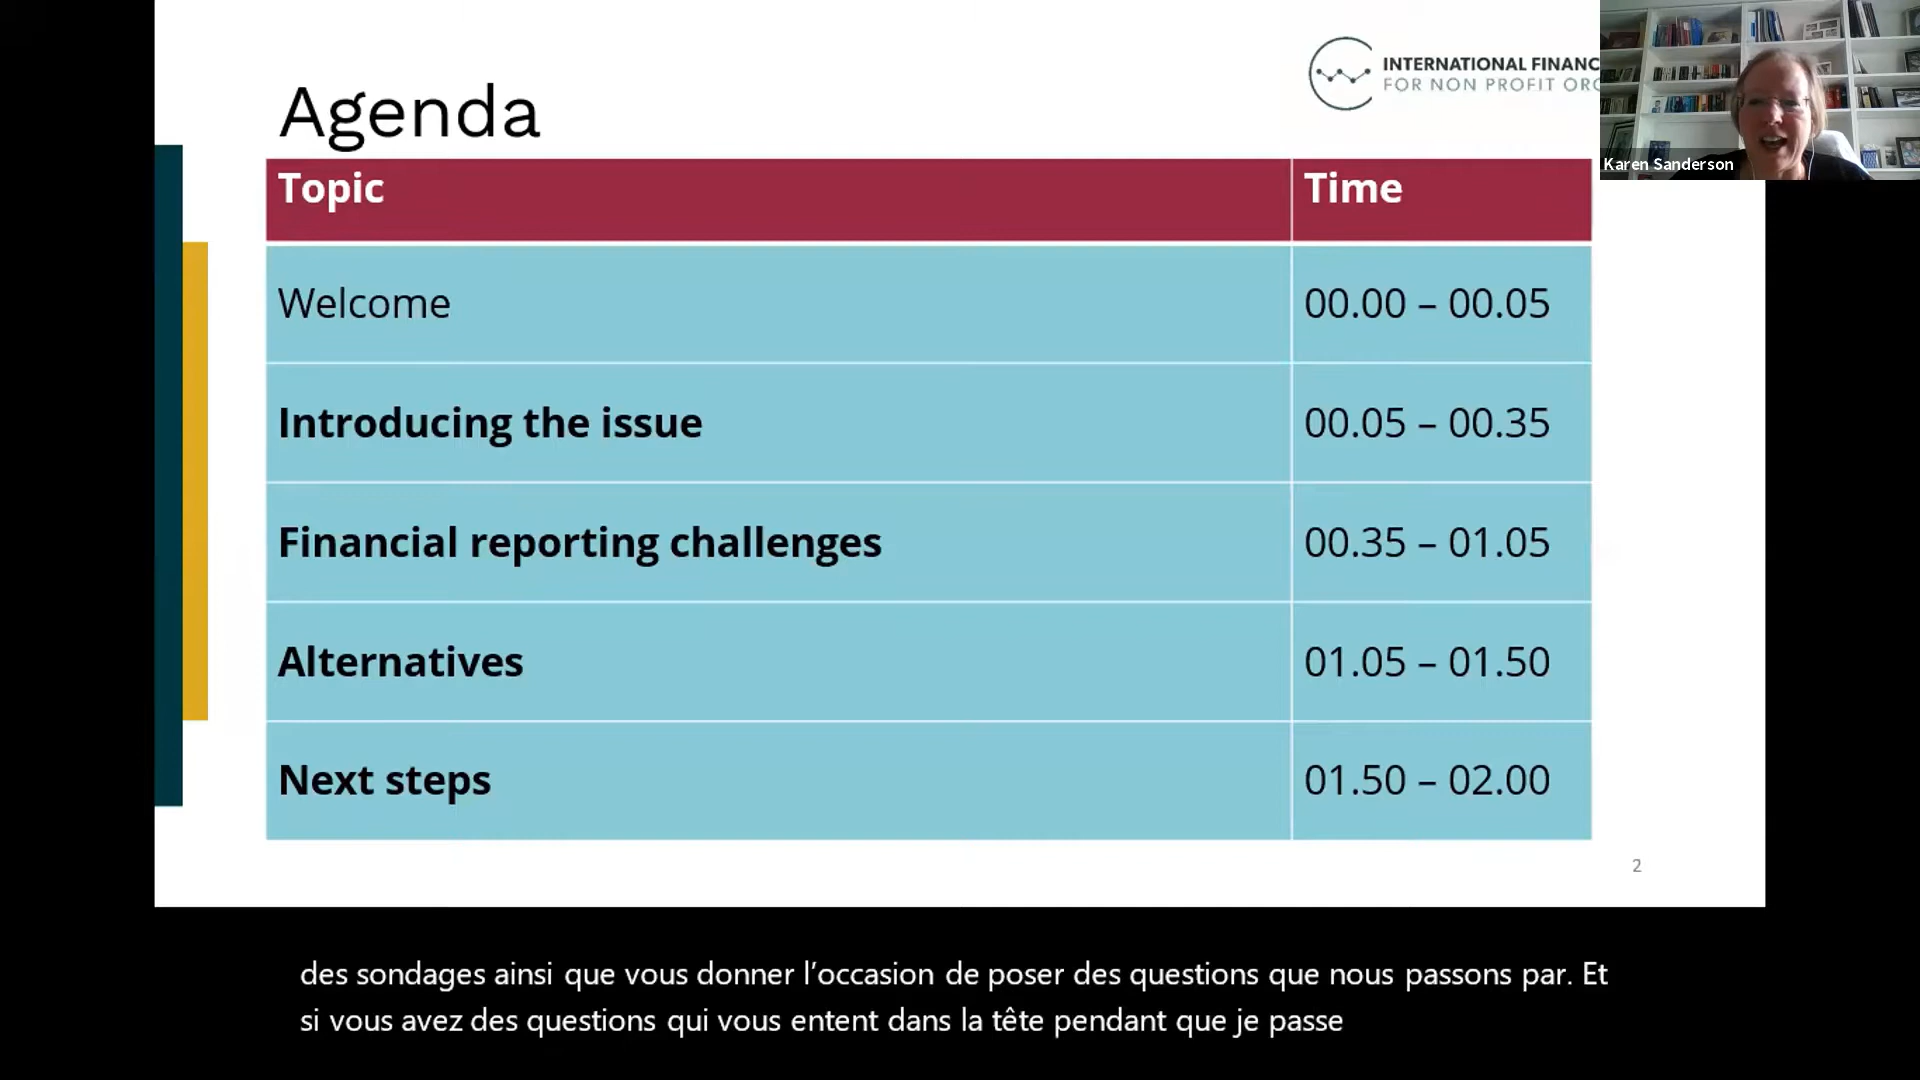 INTERNATIONAL FINANC
FOR NON PROFIT ORG
Karen Sanderson
Agenda
Topic Time
Welcome 00.00 – 00.05
Introducing the issue 00.05 – 00.35
Financial reporting challenges 00.35 – 01.05
Alternatives 01.05 – 01.50
Next steps 01.50 – 02.00
2
des sondages ainsi que vous donner l’occasion de poser des questions que nous passons par. Et
si vous avez des questions qui vous entent dans la tête pendant que je passe